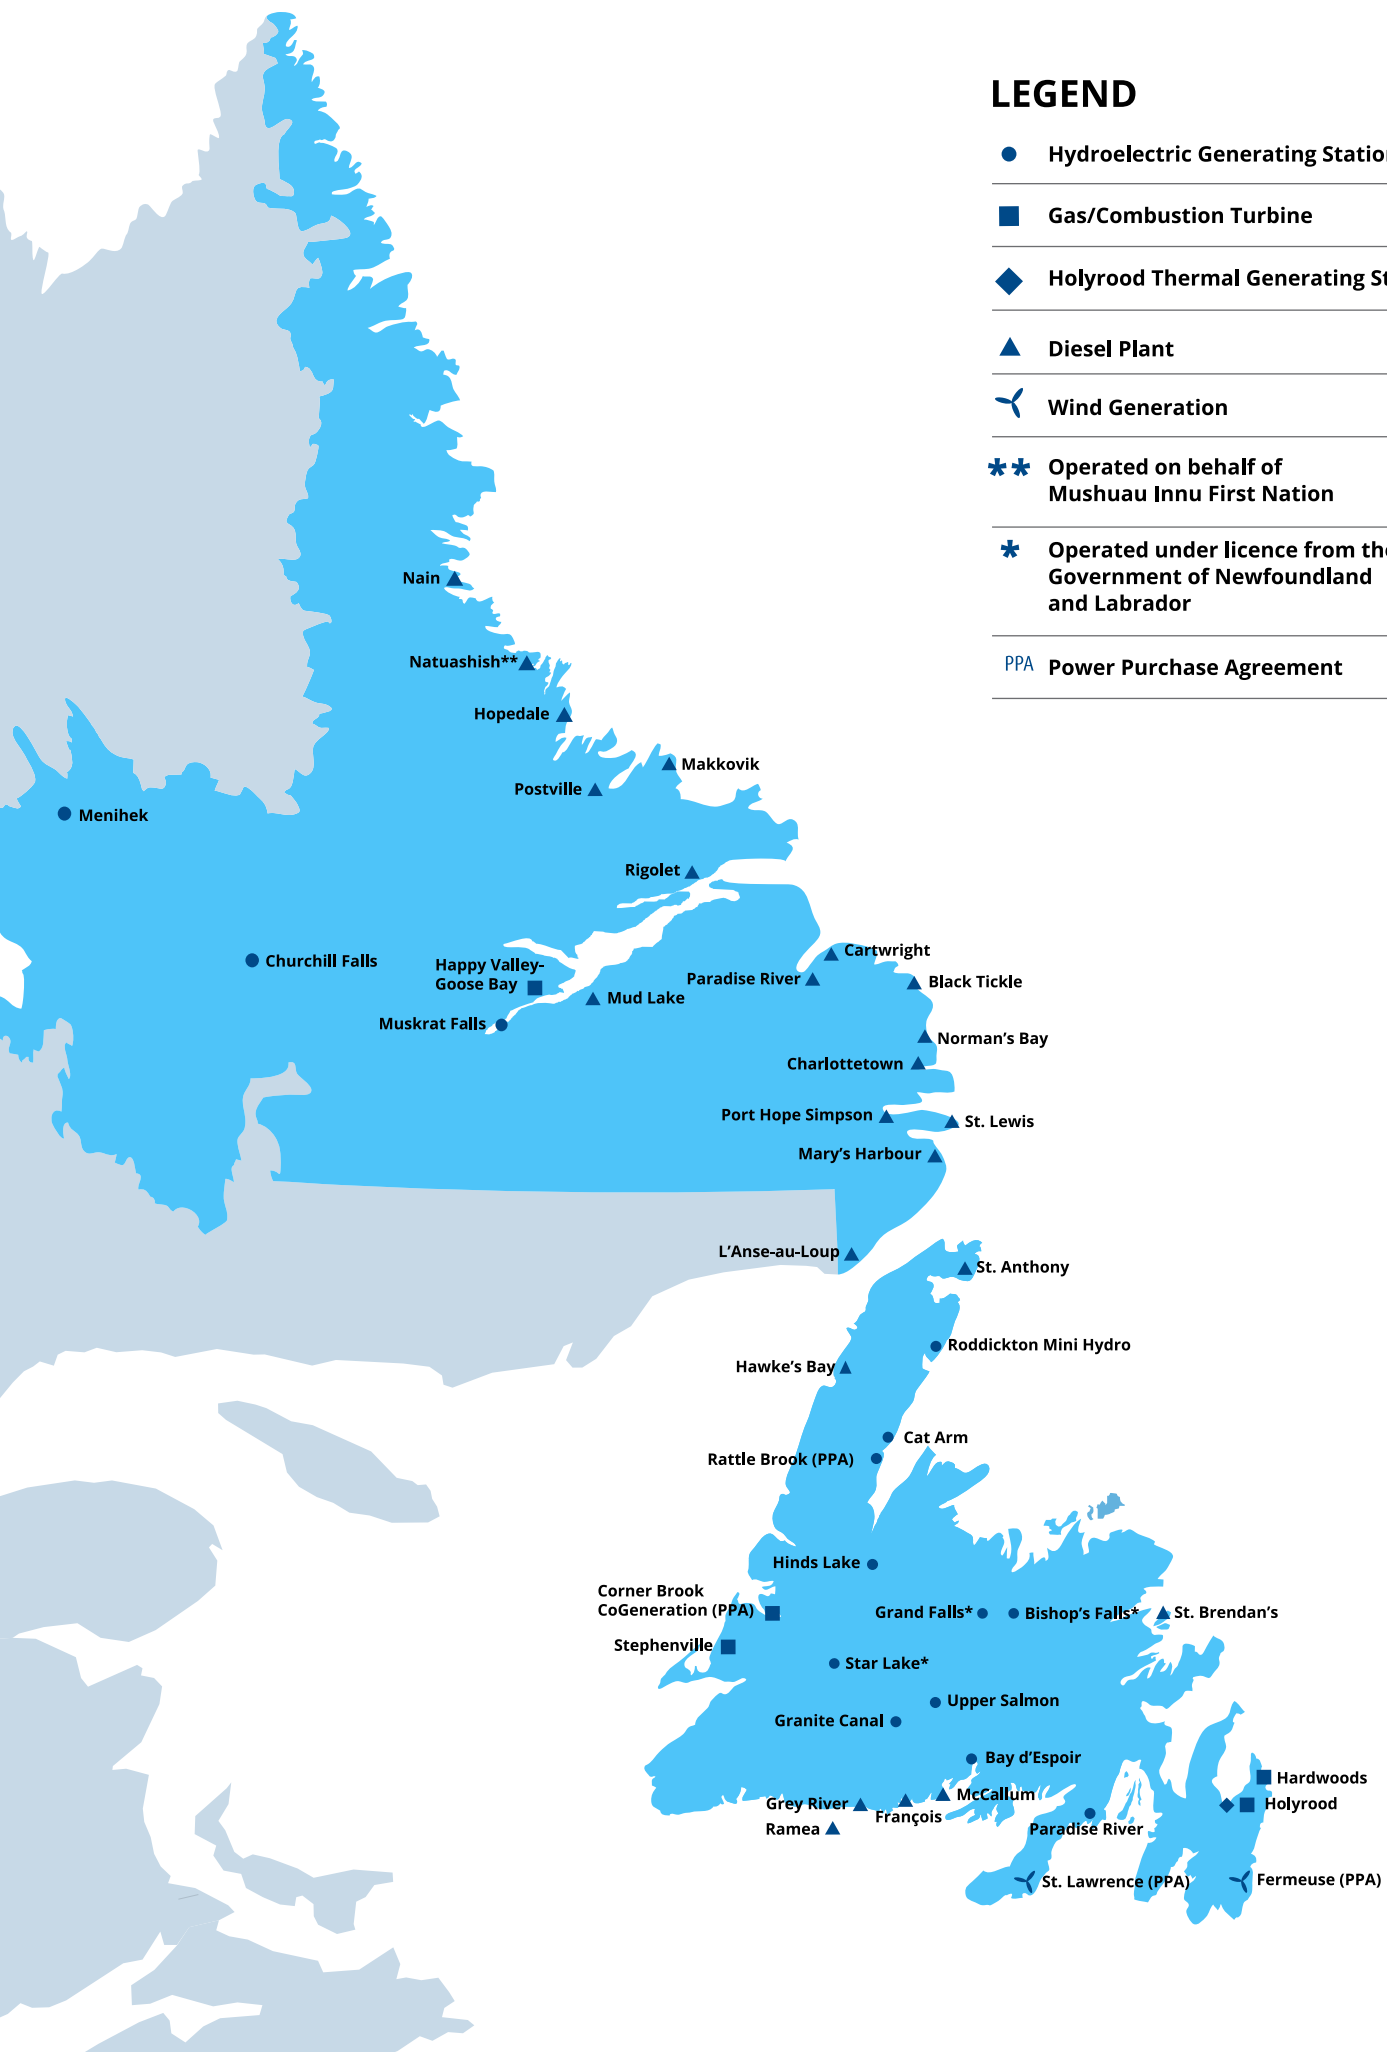 LEGEND
Hydroelectric Generating Station
Gas/Combustion Turbine
Holyrood Thermal Generating St
Diesel Plant
Wind Generation
** Operated on behalf of
Mushuau Innu First Nation
* Operated under licence from the
Government of Newfoundland
and Labrador
PPA Power Purchase Agreement
Nain
Natuashish**
Hopedale
Makkovik
Postville
Menihek
Rigolet
Cartwright
Churchill Falls
Happy Valley-
Goose Bay
Paradise River
Black Tickle
Mud Lake
Muskrat Falls
Norman's Bay
Charlottetown
Port Hope Simpson
St. Lewis
Mary's Harbour
L'Anse-au-Loup
St. Anthony
Roddickton Mini Hydro
Hawke's Bay
Cat Arm
Rattle Brook (PPA)
Hinds Lake
Corner Brook
CoGeneration (PPA)
Grand Falls*
Bishop's Falls*
St. Brendan's
Stephenville
Star Lake*
Upper Salmon
Granite Canal
Bay d'Espoir
Hardwoods
McCallum
Grey River
Holyrood
François
Ramea
Paradise River
St. Lawrence (PPA)
Fermeuse (PPA)